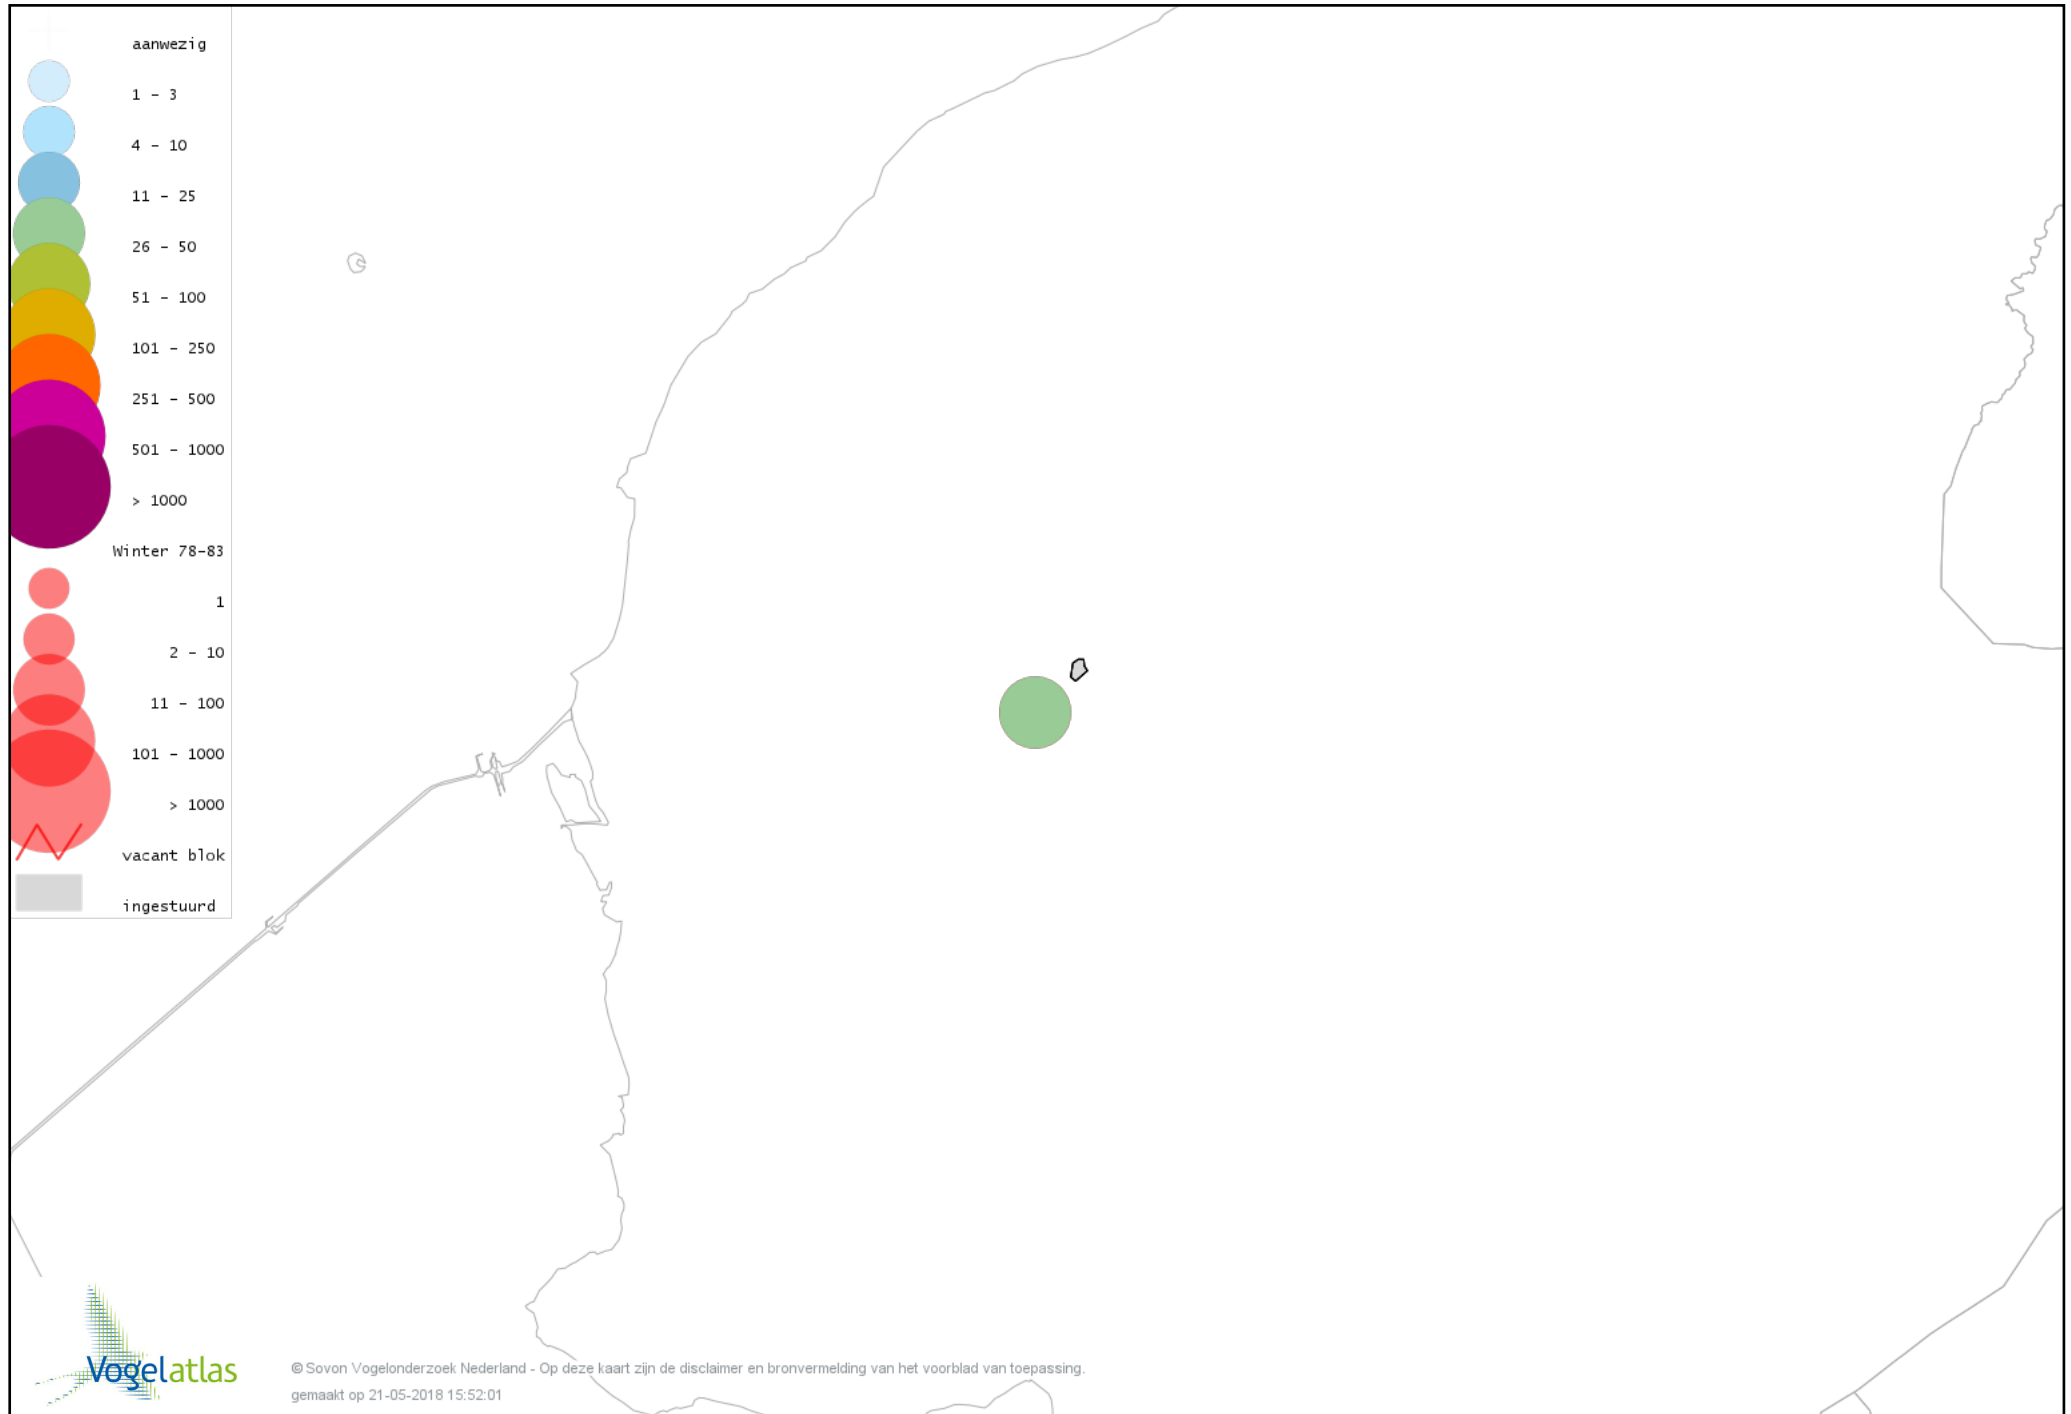 aanwezig
1 - 3
4 - 10
11 - 25
26 - 50
51 - 100
101 - 250
251 - 500
501 - 1000
> 1000
Winter 78-83
1
2 - 10
11 - 100
101 - 1000
> 1000
vacant blok
ingestuurd
Vogelatlas
© Sovon Vogelonderzoek Nederland - Op deze kaart zijn de disclaimer en bronvermelding van het voorblad van toepassing.
gemaakt op 21-05-2018 15:52:01